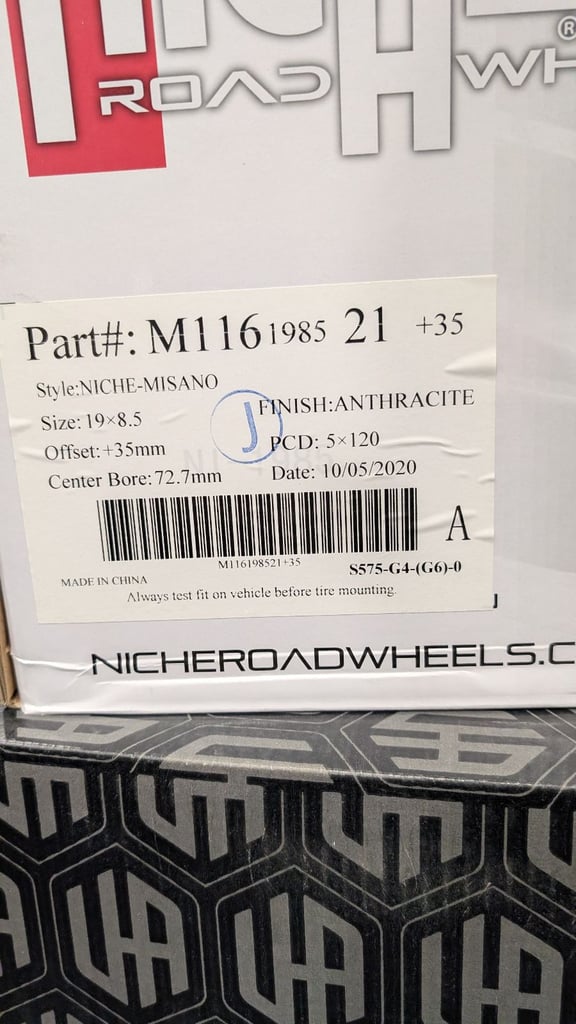 NICHE®
ROAD WH
Part#: M116 1985 21 +35
Style:NICHE-MISANO
FINISH:ANTHRACITE
Size: 19×8.5
J
Offset:+35mm
PCD: 5×120
Center Bore:72.7mm
Date: 10/05/2020
A
M116198521+35
S575-G4-(G6)-0
MADE IN CHINA
Always test fit on vehicle before tire mounting.
NICHEROADWHEELS.C